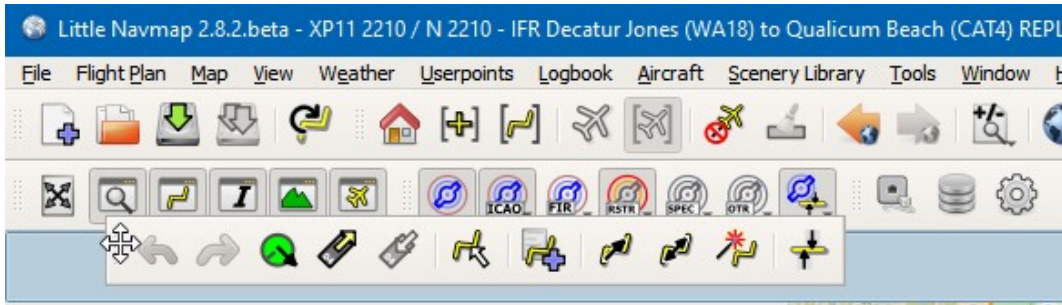 Little Navmap 2.8.2.beta - XP11 2210 / N 2210 - IFR Decatur Jones (WA18) to Qualicum Beach (CAT4) REPL
File Flight Plan Map View Weather Userpoints Logbook Aircraft Scenery Library Tools Window
+/-
I ICAO FIR RSTR SPEC OTR